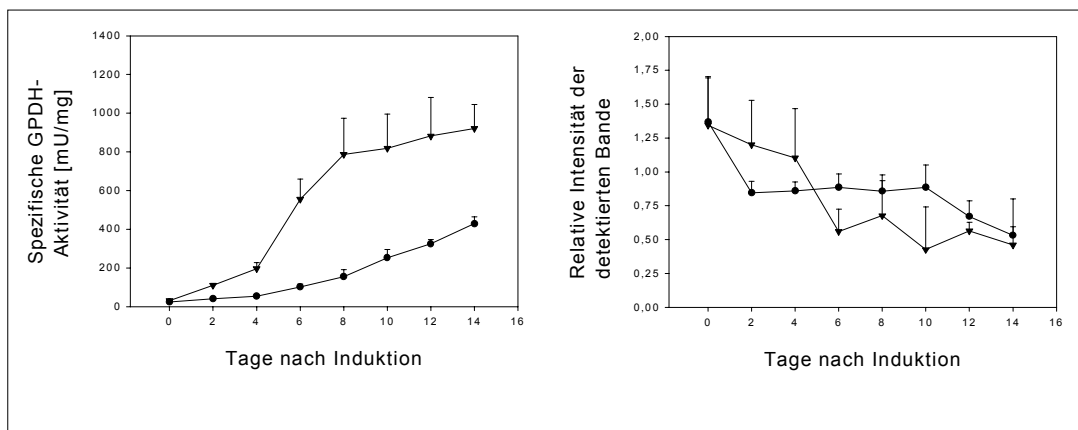 Spezifische GPDH-
Aktivität [mU/mg]
1400
1200
1000
800
600
400
200
0
0 2 4 6 8 10 12 14 16
Tage nach Induktion
Relative Intensität der
detektierten Bande
2,00
1,75
1,50
1,25
1,00
0,75
0,50
0,25
0,00
0 2 4 6 8 10 12 14 16
Tage nach Induktion